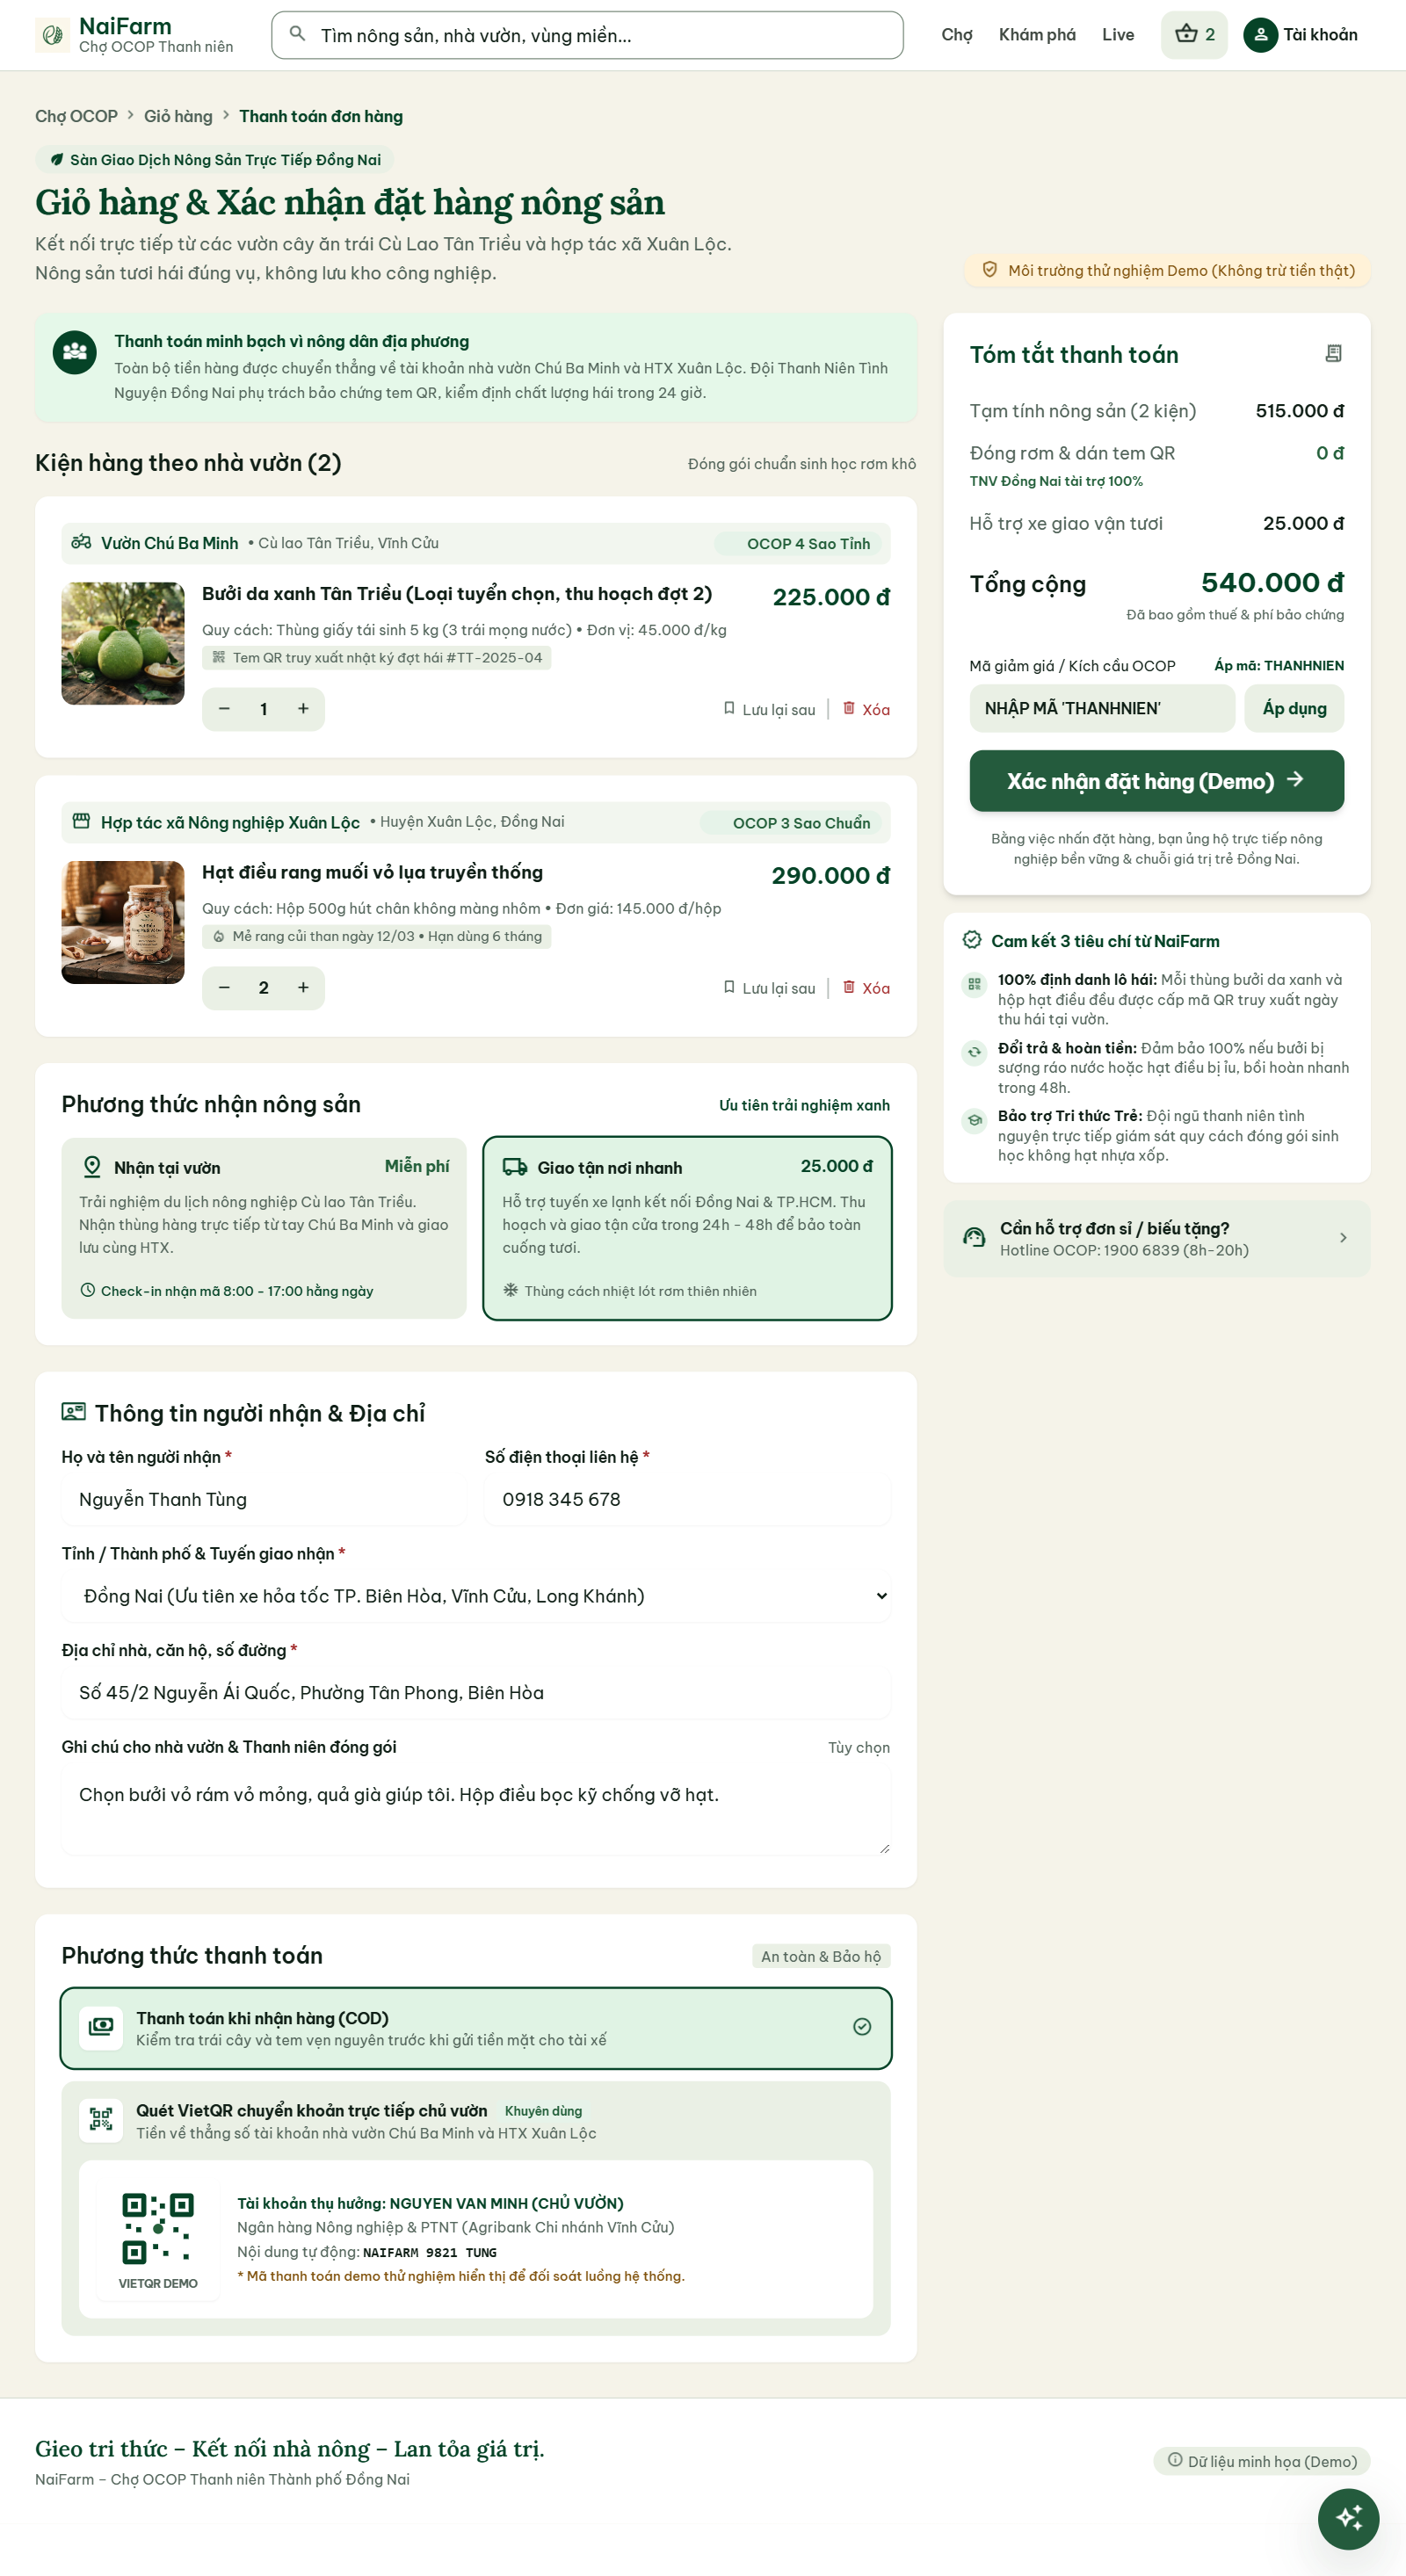 NaiFarm
Chợ OCOP Thanh niên
Tìm nông sản, nhà vườn, vùng miền...
Chợ
Khám phá
Live
2
Tài khoản
Chợ OCOP > Giỏ hàng > Thanh toán đơn hàng
Sàn Giao Dịch Nông Sản Trực Tiếp Đồng Nai
Giỏ hàng & Xác nhận đặt hàng nông sản
Kết nối trực tiếp từ các vườn cây ăn trái Cù Lao Tân Triều và hợp tác xã Xuân Lộc.
Nông sản tươi hái đúng vụ, không lưu kho công nghiệp.
Môi trường thử nghiệm Demo (Không trừ tiền thật)
Thanh toán minh bạch vì nông dân địa phương
Toàn bộ tiền hàng được chuyển thẳng về tài khoản nhà vườn Chú Ba Minh và HTX Xuân Lộc. Đội Thanh Niên Tình
Nguyện Đồng Nai phụ trách bảo chứng tem QR, kiểm định chất lượng hái trong 24 giờ.
Kiện hàng theo nhà vườn (2)
Đóng gói chuẩn sinh học rơm khô
Vườn Chú Ba Minh • Cù lao Tân Triều, Vĩnh Cửu
OCOP 4 Sao Tỉnh
Bưởi da xanh Tân Triều (Loại tuyển chọn, thu hoạch đợt 2)
225.000 đ
Quy cách: Thùng giấy tái sinh 5 kg (3 trái mọng nước) • Đơn vị: 45.000 đ/kg
Tem QR truy xuất nhật ký đợt hái #TT-2025-04
− 1 +
Lưu lại sau
Xóa
Hợp tác xã Nông nghiệp Xuân Lộc • Huyện Xuân Lộc, Đồng Nai
OCOP 3 Sao Chuẩn
Hạt điều rang muối vỏ lụa truyền thống
290.000 đ
Quy cách: Hộp 500g hút chân không màng nhôm • Đơn giá: 145.000 đ/hộp
Mẻ rang củi than ngày 12/03 • Hạn dùng 6 tháng
− 2 +
Lưu lại sau
Xóa
Phương thức nhận nông sản
Ưu tiên trải nghiệm xanh
Nhận tại vườn
Miễn phí
Trải nghiệm du lịch nông nghiệp Cù lao Tân Triều.
Nhận thùng hàng trực tiếp từ tay Chú Ba Minh và giao
lưu cùng HTX.
Check-in nhận mã 8:00 - 17:00 hằng ngày
Giao tận nơi nhanh
25.000 đ
Hỗ trợ tuyến xe lạnh kết nối Đồng Nai & TP.HCM. Thu
hoạch và giao tận cửa trong 24h - 48h để bảo toàn
cuống tươi.
Thùng cách nhiệt lót rơm thiên nhiên
Thông tin người nhận & Địa chỉ
Họ và tên người nhận *
Nguyễn Thanh Tùng
Số điện thoại liên hệ *
0918 345 678
Tỉnh / Thành phố & Tuyến giao nhận *
Đồng Nai (Ưu tiên xe hỏa tốc TP. Biên Hòa, Vĩnh Cửu, Long Khánh)
Địa chỉ nhà, căn hộ, số đường *
Số 45/2 Nguyễn Ái Quốc, Phường Tân Phong, Biên Hòa
Ghi chú cho nhà vườn & Thanh niên đóng gói
Tùy chọn
Chọn bưởi vỏ rám vỏ mỏng, quả già giúp tôi. Hộp điều bọc kỹ chống vỡ hạt.
Phương thức thanh toán
An toàn & Bảo hộ
Thanh toán khi nhận hàng (COD)
Kiểm tra trái cây và tem vẹn nguyên trước khi gửi tiền mặt cho tài xế
Quét VietQR chuyển khoản trực tiếp chủ vườn
Khuyên dùng
Tiền về thẳng số tài khoản nhà vườn Chú Ba Minh và HTX Xuân Lộc
VIETQR DEMO
Tài khoản thụ hưởng: NGUYEN VAN MINH (CHỦ VƯỜN)
Ngân hàng Nông nghiệp & PTNT (Agribank Chi nhánh Vĩnh Cửu)
Nội dung tự động: NAIFARM 9821 TUNG
* Mã thanh toán demo thử nghiệm hiển thị để đối soát luồng hệ thống.
Tóm tắt thanh toán
Tạm tính nông sản (2 kiện)
515.000 đ
Đóng rơm & dán tem QR
0 đ
TNV Đồng Nai tài trợ 100%
Hỗ trợ xe giao vận tươi
25.000 đ
Tổng cộng
540.000 đ
Đã bao gồm thuế & phí bảo chứng
Mã giảm giá / Kích cầu OCOP
Áp mã: THANHNIEN
NHẬP MÃ 'THANHNIEN'
Áp dụng
Xác nhận đặt hàng (Demo)
Bằng việc nhấn đặt hàng, bạn ủng hộ trực tiếp nông
nghiệp bền vững & chuỗi giá trị trẻ Đồng Nai.
Cam kết 3 tiêu chí từ NaiFarm
100% định danh lô hái: Mỗi thùng bưởi da xanh và
hộp hạt điều đều được cấp mã QR truy xuất ngày
thu hái tại vườn.
Đổi trả & hoàn tiền: Đảm bảo 100% nếu bưởi bị
sượng ráo nước hoặc hạt điều bị ỉu, bồi hoàn nhanh
trong 48h.
Bảo trợ Tri thức Trẻ: Đội ngũ thanh niên tình
nguyện trực tiếp giám sát quy cách đóng gói sinh
học không hạt nhựa xốp.
Cần hỗ trợ đơn sỉ / biếu tặng?
Hotline OCOP: 1900 6839 (8h-20h)
Gieo tri thức – Kết nối nhà nông – Lan tỏa giá trị.
NaiFarm – Chợ OCOP Thanh niên Thành phố Đồng Nai
Dữ liệu minh họa (Demo)